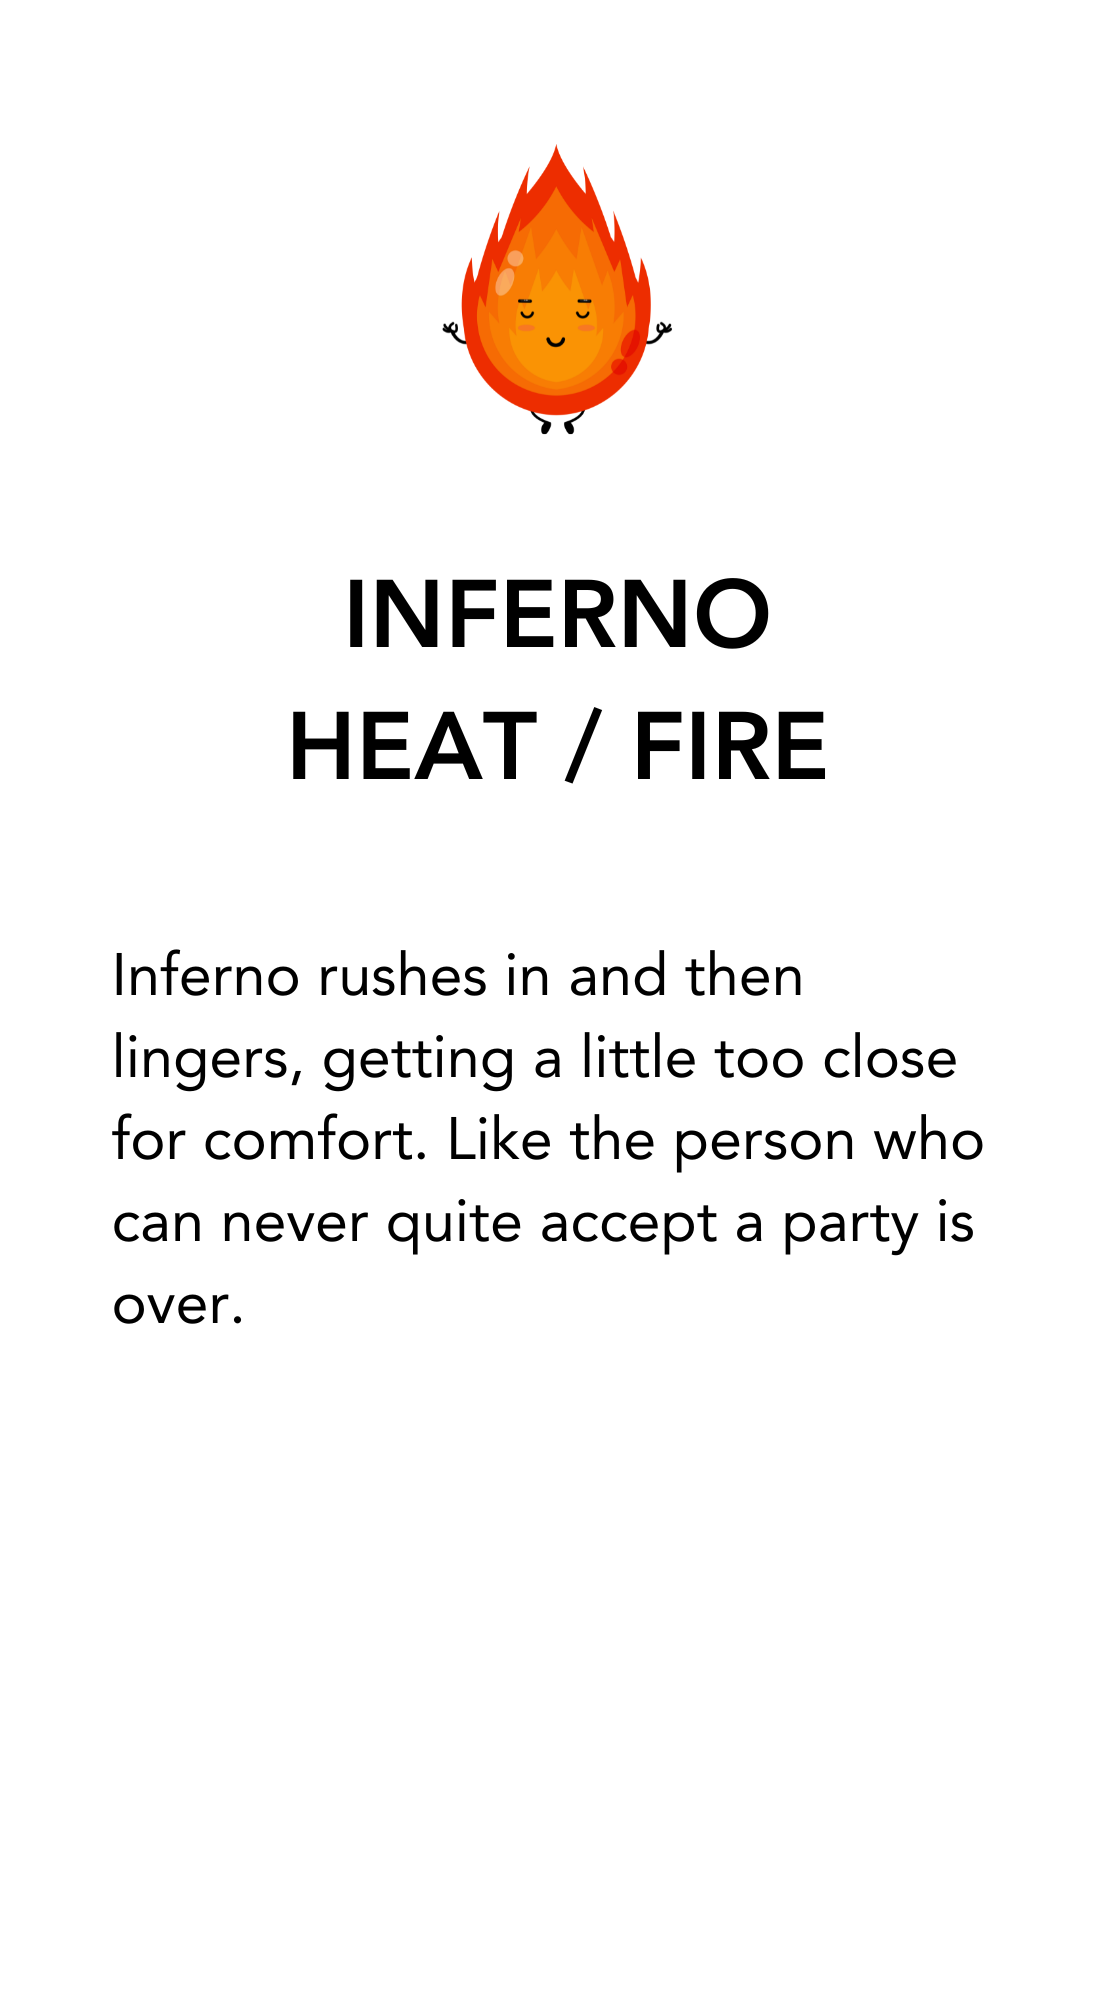 INFERNO
HEAT / FIRE
Inferno rushes in and then
lingers, getting a little too close
for comfort. Like the person who
can never quite accept a party is
over.